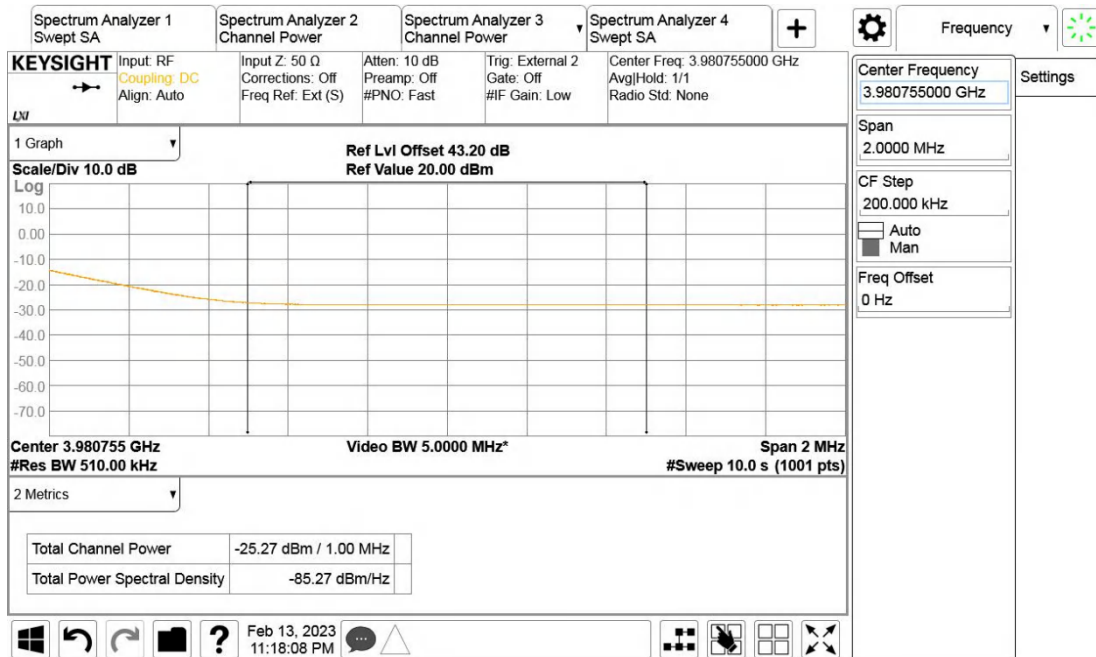 Spectrum Analyzer 1
Swept SA
Spectrum Analyzer 2
Channel Power
Spectrum Analyzer 3
Channel Power
Spectrum Analyzer 4
Swept SA
Frequency
KEYSIGHT
LXI
Input: RF
Coupling: DC
Align: Auto
Input Z: 50 Ω
Corrections: Off
Freq Ref: Ext (S)
Atten: 10 dB
Preamp: Off
#PNO: Fast
Trig: External 2
Gate: Off
#IF Gain: Low
Center Freq: 3.980755000 GHz
Avg|Hold: 1/1
Radio Std: None
Center Frequency
3.980755000 GHz
Settings
Span
2.0000 MHz
CF Step
200.000 kHz
Auto
Man
Freq Offset
0 Hz
1 Graph
Scale/Div 10.0 dB
Ref Lvl Offset 43.20 dB
Ref Value 20.00 dBm
Log
10.0
0.00
-10.0
-20.0
-30.0
-40.0
-50.0
-60.0
-70.0
Center 3.980755 GHz
#Res BW 510.00 kHz
Video BW 5.0000 MHz*
Span 2 MHz
#Sweep 10.0 s (1001 pts)
2 Metrics
Total Channel Power -25.27 dBm / 1.00 MHz
Total Power Spectral Density -85.27 dBm/Hz
Feb 13, 2023
11:18:08 PM